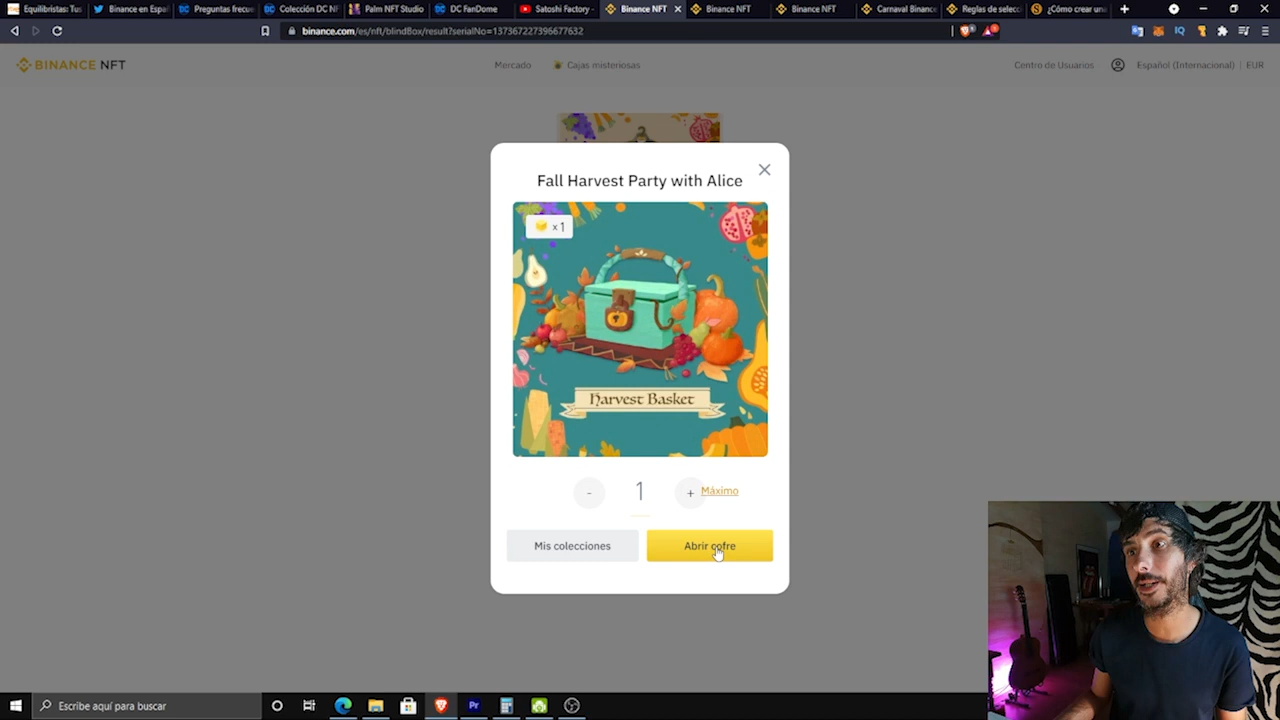 Equilibristas: Tus
Binance en Espa
Preguntas frecue
Colección DC NF
Palm NFT Studio
DC FanDome
Satoshi Factory -
Binance NFT
Binance NFT
Binance NFT
Carnaval Binance
Reglas de selecc
¿Cómo crear una
binance.com/es/nft/blindBox/result?serialNo=137367227396677632
BINANCE NFT
Mercado
Cajas misteriosas
Centro de Usuarios
Español (Internacional) | EUR
Fall Harvest Party with Alice
x 1
Harvest Basket
- 1 + Máximo
Mis colecciones
Abrir cofre
Escribe aquí para buscar